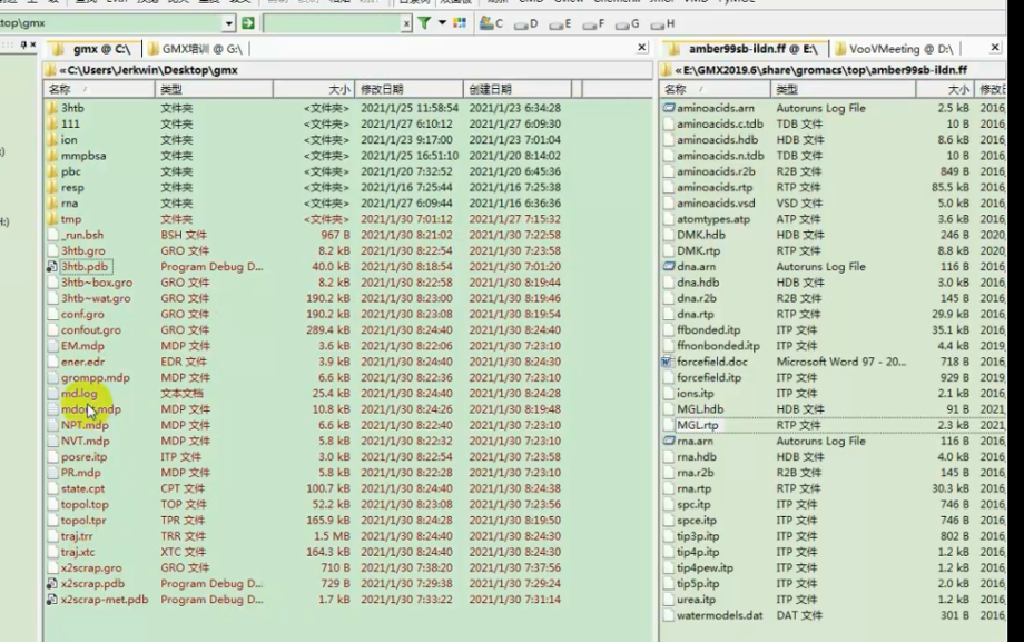 top\gmx
C D E F G H
gmx @ C:\ GMX培训 @ G:\
amber99sb-ildn.ff @ E:\ VooVMeeting @ D:\
«C:\Users\Jerkwin\Desktop\gmx
«E:\GMX2019.6\share\gromacs\top\amber99sb-ildn.ff
名称 类型 大小 修改日期 创建日期
3htb 文件夹 <文件夹> 2021/1/25 11:58:54 2021/1/23 6:34:28
111 文件夹 <文件夹> 2021/1/27 6:10:12 2021/1/27 6:09:30
ion 文件夹 <文件夹> 2021/1/23 9:17:00 2021/1/23 7:01:04
mmpbsa 文件夹 <文件夹> 2021/1/25 16:51:10 2021/1/20 8:14:02
pbc 文件夹 <文件夹> 2021/1/20 7:32:52 2021/1/20 6:45:36
resp 文件夹 <文件夹> 2021/1/16 7:25:44 2021/1/16 7:25:38
rna 文件夹 <文件夹> 2021/1/27 6:09:44 2021/1/16 6:36:36
tmp 文件夹 <文件夹> 2021/1/30 7:01:12 2021/1/27 7:15:32
_run.bsh BSH 文件 967 B 2021/1/30 8:21:02 2021/1/30 7:22:58
3htb.gro GRO 文件 8.2 kB 2021/1/30 8:22:54 2021/1/30 7:23:58
3htb.pdb Program Debug D... 40.0 kB 2021/1/30 8:18:54 2021/1/30 7:01:20
3htb~box.gro GRO 文件 8.2 kB 2021/1/30 8:22:58 2021/1/30 8:19:44
3htb~wat.gro GRO 文件 190.2 kB 2021/1/30 8:23:00 2021/1/30 8:19:46
conf.gro GRO 文件 190.2 kB 2021/1/30 8:23:08 2021/1/30 8:19:54
confout.gro GRO 文件 289.4 kB 2021/1/30 8:24:40 2021/1/30 8:24:40
EM.mdp MDP 文件 3.6 kB 2021/1/30 8:22:06 2021/1/30 7:23:10
ener.edr EDR 文件 3.9 kB 2021/1/30 8:24:40 2021/1/30 8:24:30
grompp.mdp MDP 文件 6.6 kB 2021/1/30 8:22:36 2021/1/30 7:23:10
md.log 文本文档 25.4 kB 2021/1/30 8:24:40 2021/1/30 8:24:28
mdout.mdp MDP 文件 10.8 kB 2021/1/30 8:24:26 2021/1/30 8:19:48
NPT.mdp MDP 文件 6.6 kB 2021/1/30 8:22:40 2021/1/30 7:23:10
NVT.mdp MDP 文件 5.8 kB 2021/1/30 8:22:32 2021/1/30 7:23:10
posre.itp ITP 文件 3.0 kB 2021/1/30 8:22:54 2021/1/30 7:23:58
PR.mdp MDP 文件 5.8 kB 2021/1/30 8:22:28 2021/1/30 7:23:10
state.cpt CPT 文件 100.7 kB 2021/1/30 8:24:40 2021/1/30 8:24:38
topol.top TOP 文件 52.2 kB 2021/1/30 8:23:08 2021/1/30 7:23:56
topol.tpr TPR 文件 165.9 kB 2021/1/30 8:24:28 2021/1/30 8:19:50
traj.trr TRR 文件 1.5 MB 2021/1/30 8:24:40 2021/1/30 8:24:30
traj.xtc XTC 文件 164.3 kB 2021/1/30 8:24:40 2021/1/30 8:24:30
x2scrap.gro GRO 文件 710 B 2021/1/30 7:38:20 2021/1/30 7:37:56
x2scrap.pdb Program Debug D... 729 B 2021/1/30 7:29:38 2021/1/30 7:29:24
x2scrap-met.pdb Program Debug D... 1.7 kB 2021/1/30 7:33:22 2021/1/30 7:31:14
名称 类型 大小 修改
aminoacids.arn Autoruns Log File 2.5 kB 2016
aminoacids.c.tdb TDB 文件 10 B 2016
aminoacids.hdb HDB 文件 8.6 kB 2016
aminoacids.n.tdb TDB 文件 10 B 2016
aminoacids.r2b R2B 文件 849 B 2016
aminoacids.rtp RTP 文件 85.5 kB 2016
aminoacids.vsd VSD 文件 5.0 kB 2016
atomtypes.atp ATP 文件 3.6 kB 2016
DMK.hdb HDB 文件 246 B 2020
DMK.rtp RTP 文件 8.8 kB 2020
dna.arn Autoruns Log File 116 B 2016
dna.hdb HDB 文件 3.0 kB 2016
dna.r2b R2B 文件 145 B 2016
dna.rtp RTP 文件 29.9 kB 2016
ffbonded.itp ITP 文件 35.1 kB 2016
ffnonbonded.itp ITP 文件 4.4 kB 2016
forcefield.doc Microsoft Word 97 - 20... 718 B 2016
forcefield.itp ITP 文件 929 B 2016
ions.itp ITP 文件 2.1 kB 2016
MGL.hdb HDB 文件 91 B 2021
MGL.rtp RTP 文件 2.3 kB 2021
rna.arn Autoruns Log File 116 B 2016
rna.hdb HDB 文件 4.0 kB 2016
rna.r2b R2B 文件 145 B 2016
rna.rtp RTP 文件 30.3 kB 2016
spc.itp ITP 文件 746 B 2016
spce.itp ITP 文件 746 B 2016
tip3p.itp ITP 文件 802 B 2016
tip4p.itp ITP 文件 1.2 kB 2016
tip4pew.itp ITP 文件 1.2 kB 2016
tip5p.itp ITP 文件 2.0 kB 2016
urea.itp ITP 文件 1.2 kB 2016
watermodels.dat DAT 文件 301 B 2016